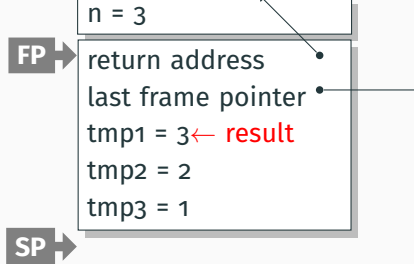 n = 3
FP
return address
last frame pointer
tmp1 = 3← result
tmp2 = 2
tmp3 = 1
SP